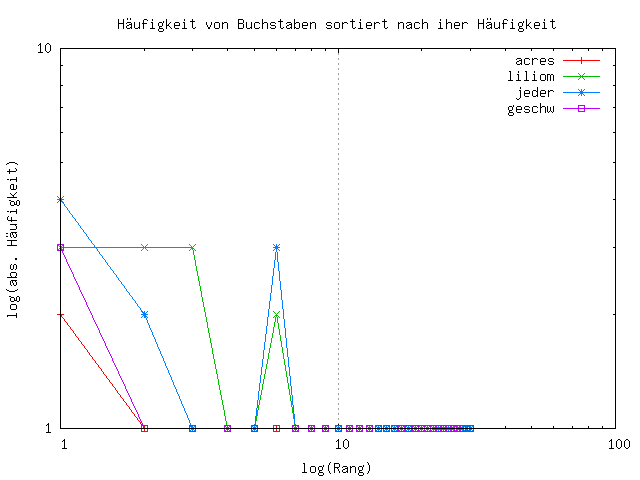 Häufigkeit von Buchstaben sortiert nach iher Häufigkeit
acres
liliom
jeder
geschw
log(abs. Häufigkeit)
10
1
1
10
100
log(Rang)